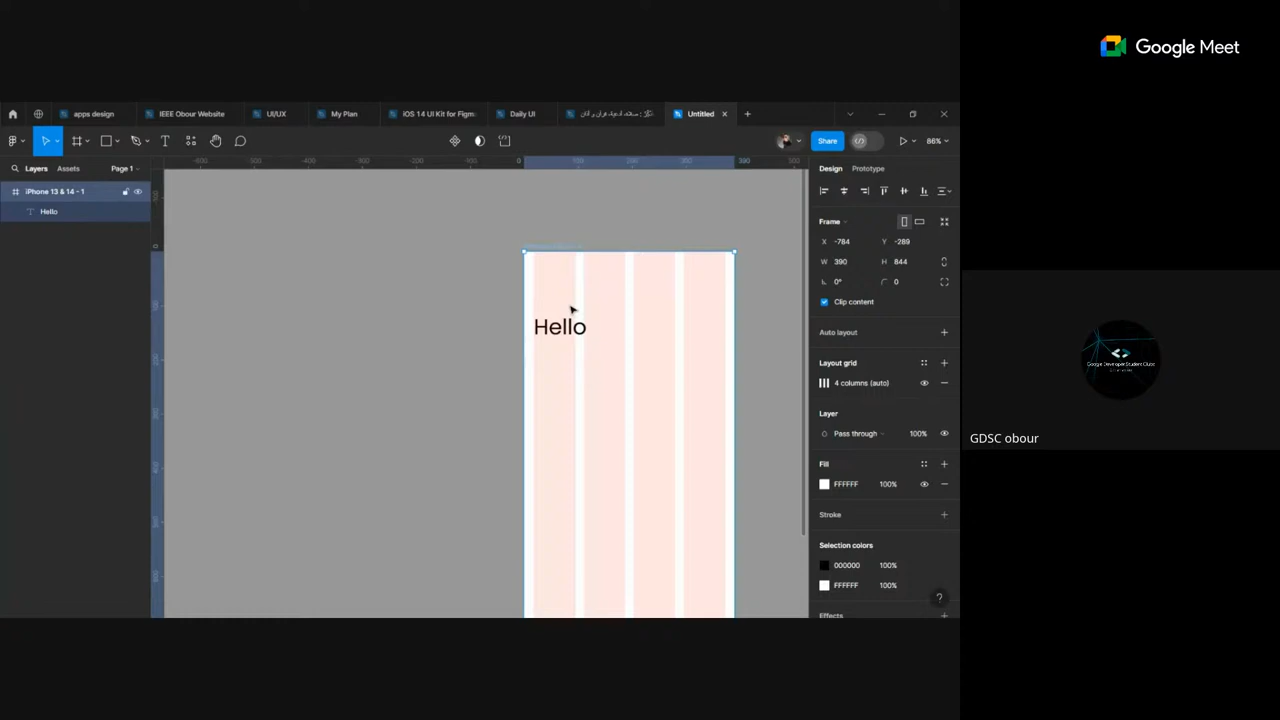 Google Meet
apps design
IEEE Obour Website
UI/UX
My Plan
iOS 14 UI Kit for Figm
Daily UI
Untitled
Share
86%
Layers
Assets
Page 1
Design
Prototype
iPhone 13 & 14 - 1
Hello
Frame
X -784
Y -289
W 390
H 844
0°
0
Clip content
Auto layout
Layout grid
4 columns (auto)
Layer
Pass through
100%
Fill
FFFFFF
100%
Stroke
Selection colors
000000
100%
FFFFFF
100%
Effects
0
390
Hello
?
GDSC obour